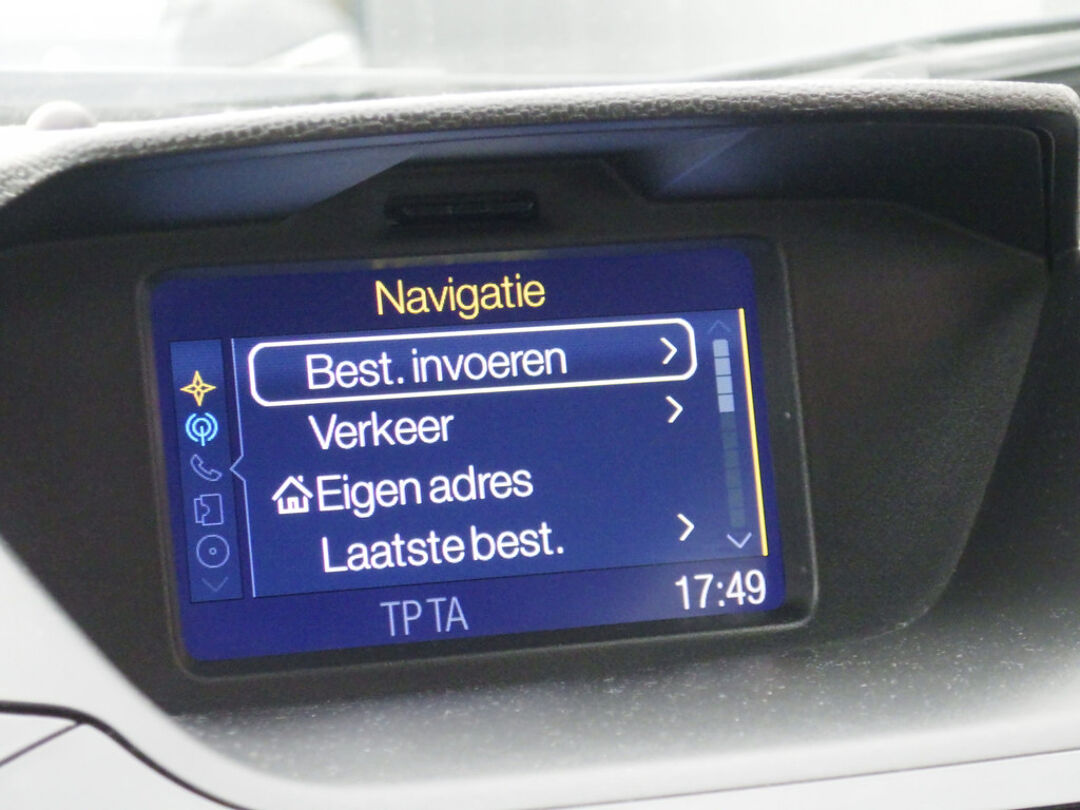 Navigatie
Best. invoeren
Verkeer
Eigen adres
Laatste best.
TP TA
17:49